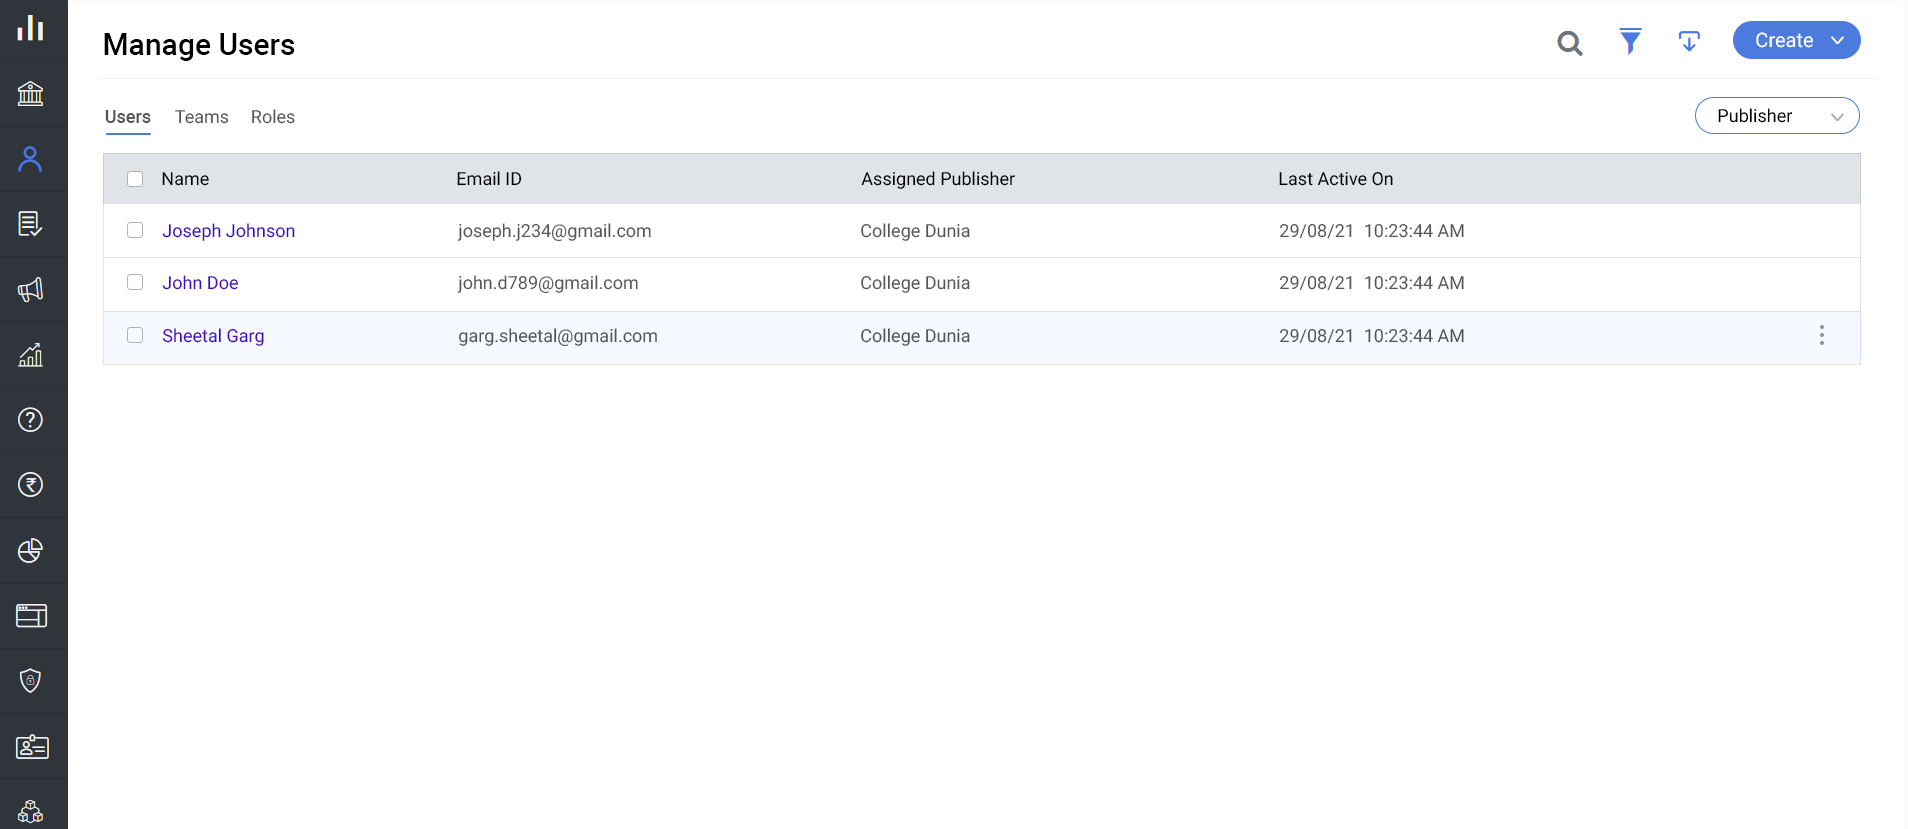 Manage Users
Create
Users Teams Roles
Publisher
Name Email ID Assigned Publisher Last Active On
Joseph Johnson joseph.j234@gmail.com College Dunia 29/08/21 10:23:44 AM
John Doe john.d789@gmail.com College Dunia 29/08/21 10:23:44 AM
Sheetal Garg garg.sheetal@gmail.com College Dunia 29/08/21 10:23:44 AM